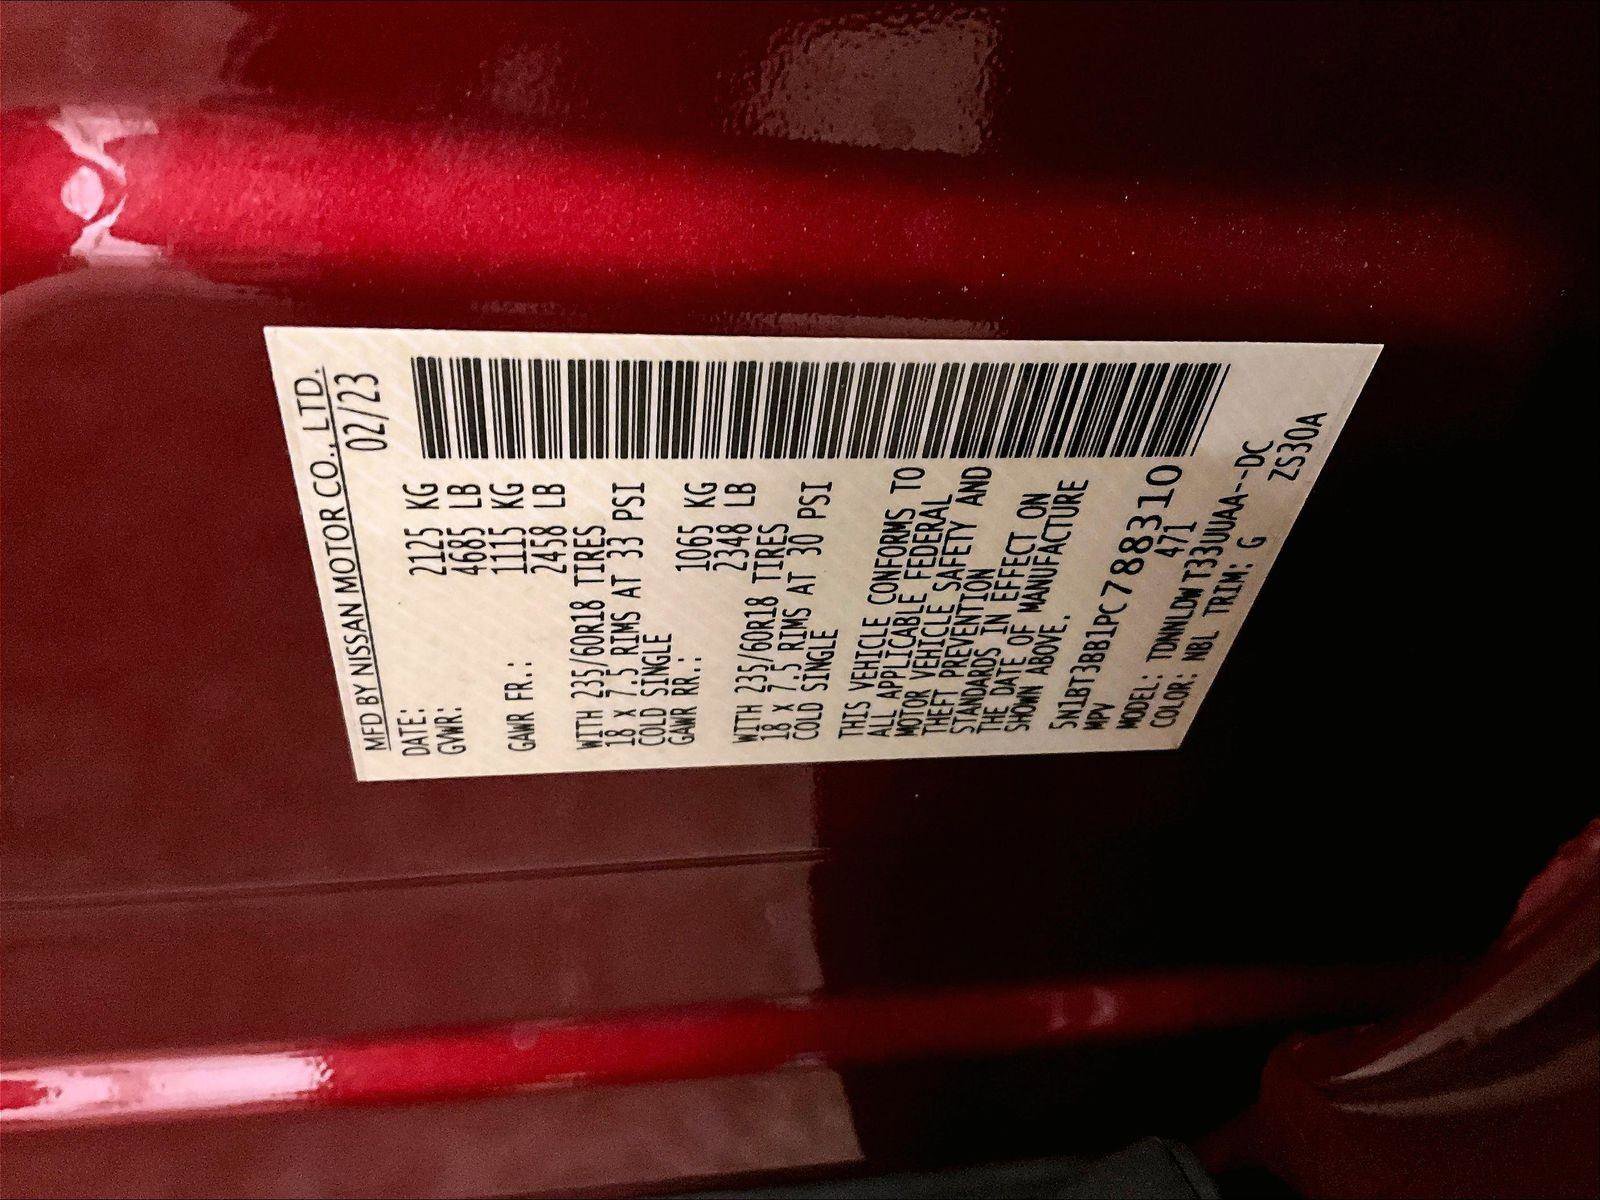 MFD BY NISSAN MOTOR CO., LTD.
DATE: 02/23
GVWR: 2125 KG
4685 LB
GAWR FR.: 1115 KG
2458 LB
WITH 235/60R18 TIRES
18 X 7.5 RIMS AT 33 PSI
COLD SINGLE
GAWR RR.: 1065 KG
2348 LB
WITH 235/60R18 TIRES
18 X 7.5 RIMS AT 30 PSI
COLD SINGLE
THIS VEHICLE CONFORMS TO
ALL APPLICABLE FEDERAL
MOTOR VEHICLE SAFETY AND
THEFT PREVENTION
STANDARDS IN EFFECT ON
THE DATE OF MANUFACTURE
SHOWN ABOVE.
5N1BT3BB1PC788310
MPV 471
MODEL: TDNNLDWT33UUAA--DC
COLOR: NBL TRIM: G ZS30A